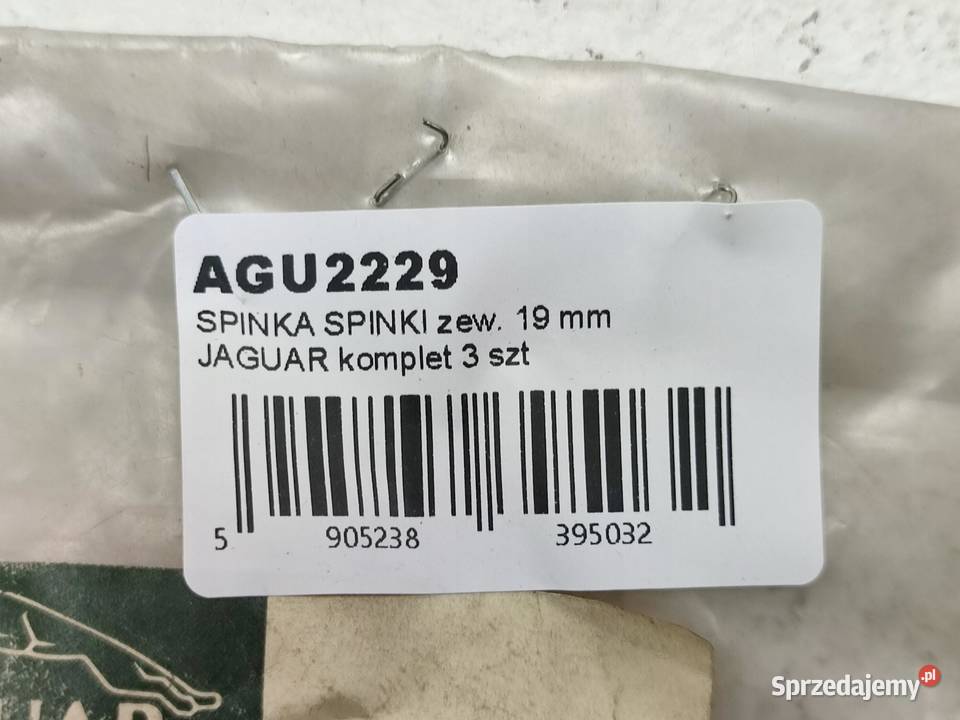 AGU2229
SPINKA SPINKI zew. 19 mm
JAGUAR komplet 3 szt
5 905238 395032
Sprzedajemy.pl